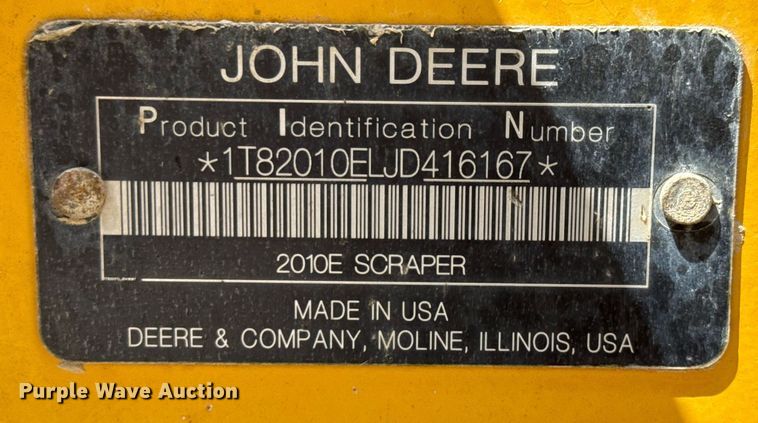 JOHN DEERE
Product Identification Number
*1T82010ELJD416167*
2010E SCRAPER
MADE IN USA
DEERE & COMPANY, MOLINE, ILLINOIS, USA
Purple Wave Auction